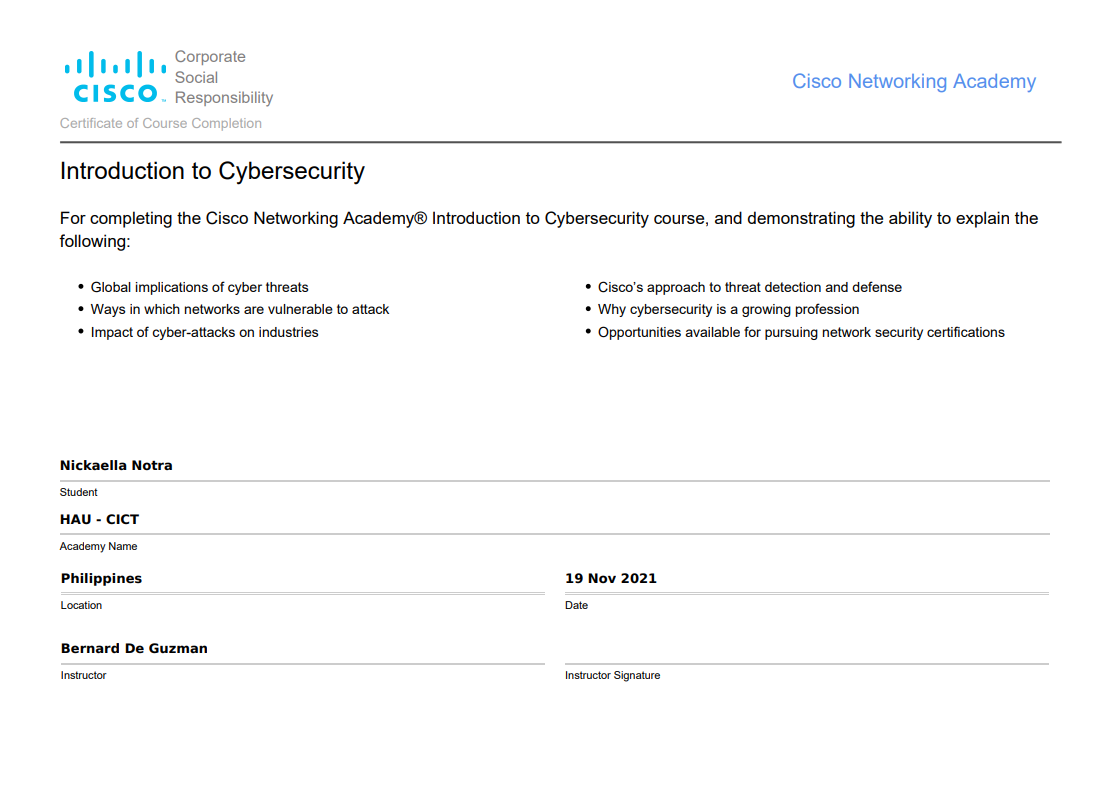 Corporate
Social
CISCO™ Responsibility
Cisco Networking Academy
Certificate of Course Completion
Introduction to Cybersecurity
For completing the Cisco Networking Academy® Introduction to Cybersecurity course, and demonstrating the ability to explain the
following:
• Global implications of cyber threats
• Ways in which networks are vulnerable to attack
• Impact of cyber-attacks on industries
• Cisco's approach to threat detection and defense
• Why cybersecurity is a growing profession
• Opportunities available for pursuing network security certifications
Nickaella Notra
Student
HAU - CICT
Academy Name
Philippines
Location
19 Nov 2021
Date
Bernard De Guzman
Instructor
Instructor Signature